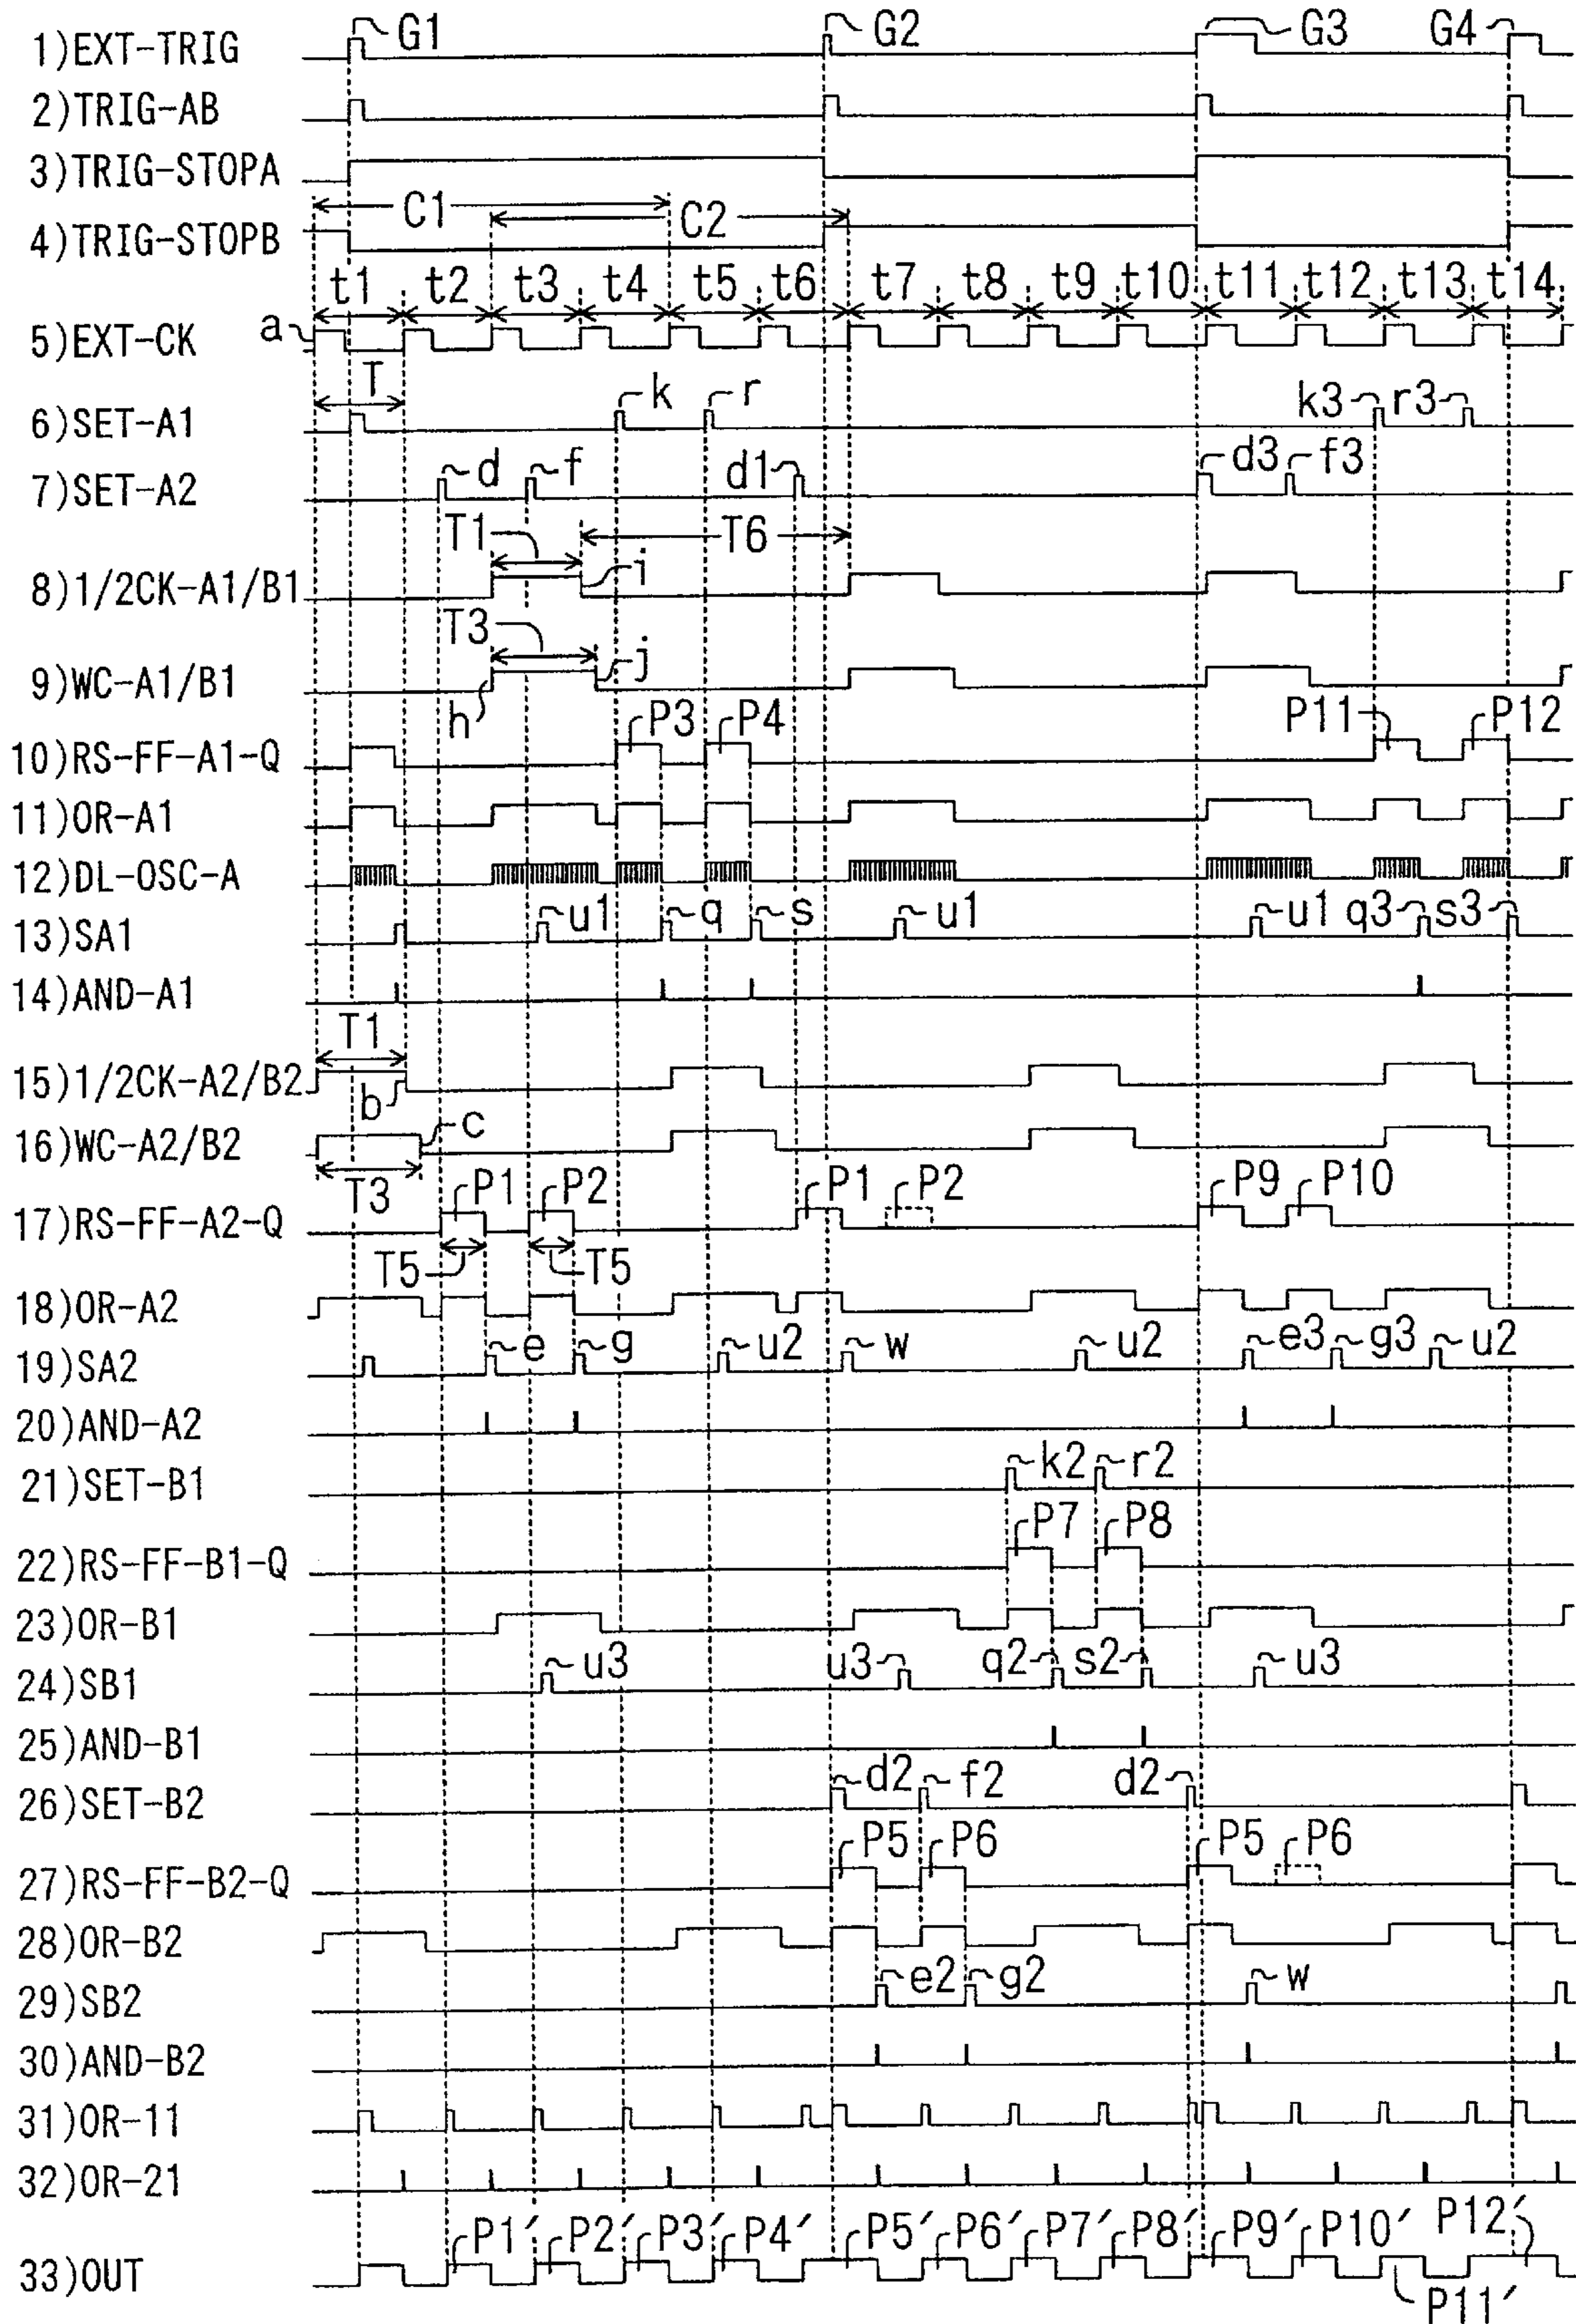 G1 G2 G3 G4
1)EXT-TRIG
2)TRIG-AB
3)TRIG-STOPA
C1 C2
4)TRIG-STOPB
t1 t2 t3 t4 t5 t6 t7 t8 t9 t10 t11 t12 t13 t14
a
5)EXT-CK
T k r k3 r3
6)SET-A1
d f d1 d3 f3
7)SET-A2
T1 T6
i
8)1/2CK-A1/B1
T3
j
9)WC-A1/B1
h P3 P4 P11 P12
10)RS-FF-A1-Q
11)OR-A1
12)DL-OSC-A
u1 q s u1 u1 q3 s3
13)SA1
14)AND-A1
T1
15)1/2CK-A2/B2
b
c
16)WC-A2/B2
T3 P1 P2 P1 P2 P9 P10
17)RS-FF-A2-Q
T5 T5
18)OR-A2
e g u2 w u2 e3 g3 u2
19)SA2
20)AND-A2
k2 r2
21)SET-B1
P7 P8
22)RS-FF-B1-Q
23)OR-B1
u3 u3 q2 s2 u3
24)SB1
25)AND-B1
d2 f2 d2
26)SET-B2
P5 P6 P5 P6
27)RS-FF-B2-Q
28)OR-B2
e2 g2 w
29)SB2
30)AND-B2
31)OR-11
32)OR-21
P1′ P2′ P3′ P4′ P5′ P6′ P7′ P8′ P9′ P10′ P12′
33)OUT
P11′